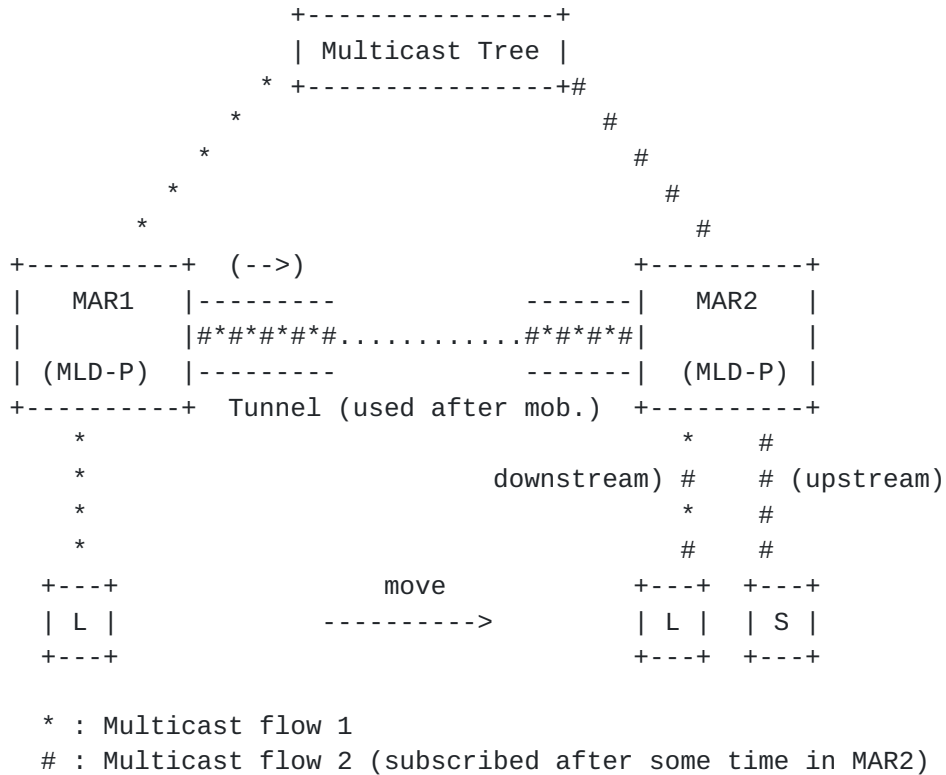 +----------------+
| Multicast Tree |
* +----------------+#
* #
* #
* #
* #
+----------+ (-->) +----------+
| MAR1 |--------- -------| MAR2 |
| |#*#*#*#*#............#*#*#*#| |
| (MLD-P) |--------- -------| (MLD-P) |
+----------+ Tunnel (used after mob.) +----------+
* * #
* downstream) # # (upstream)
* * #
* # #
+---+ move +---+ +---+
| L | ----------> | L | | S |
+---+ +---+ +---+
* : Multicast flow 1
# : Multicast flow 2 (subscribed after some time in MAR2)